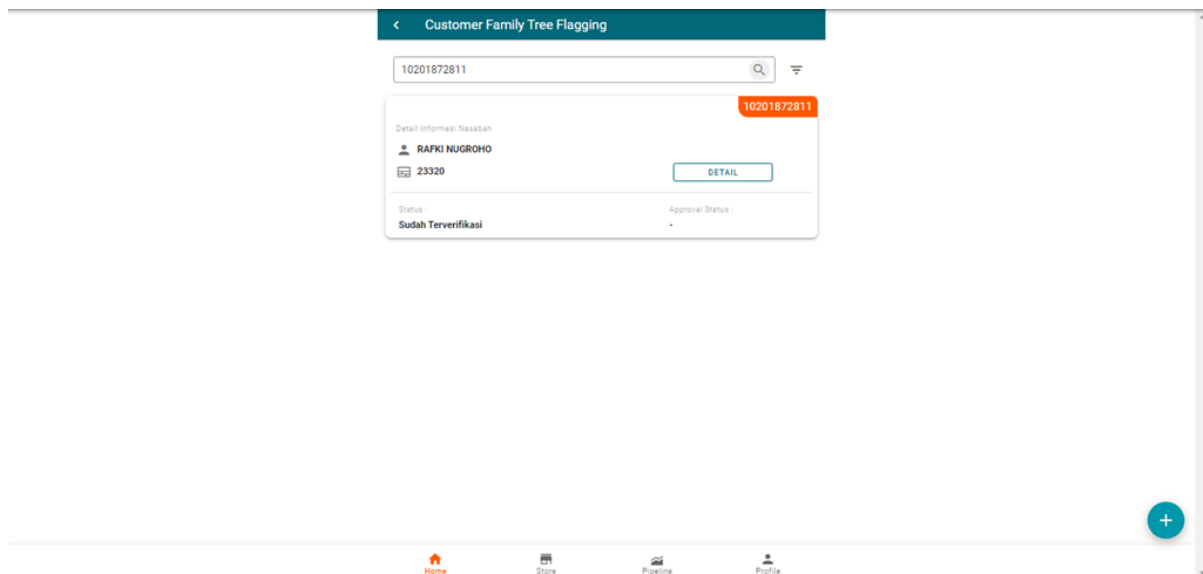 Customer Family Tree Flagging
10201872811
10201872811
Detail Informasi Nasabah
RAFKI NUGROHO
23320
DETAIL
Status :
Approval Status :
Sudah Terverifikasi
-
Home
Store
Pipeline
Profile